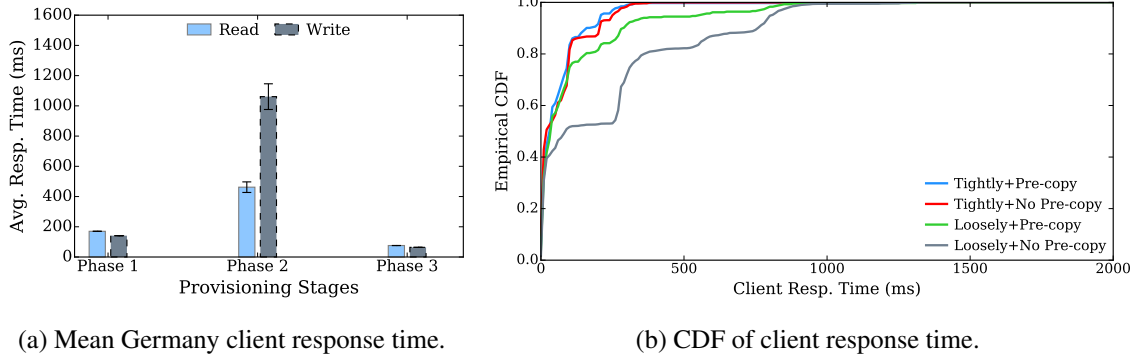 1600
1400
1200
1000
800
600
400
200
0
Avg. Resp. Time (ms)
Read Write
Phase 1 Phase 2 Phase 3
Provisioning Stages
(a) Mean Germany client response time.
1.0
0.8
0.6
0.4
0.2
0.0
Empirical CDF
Tightly+Pre-copy
Tightly+No Pre-copy
Loosely+Pre-copy
Loosely+No Pre-copy
0 500 1000 1500 2000
Client Resp. Time (ms)
(b) CDF of client response time.